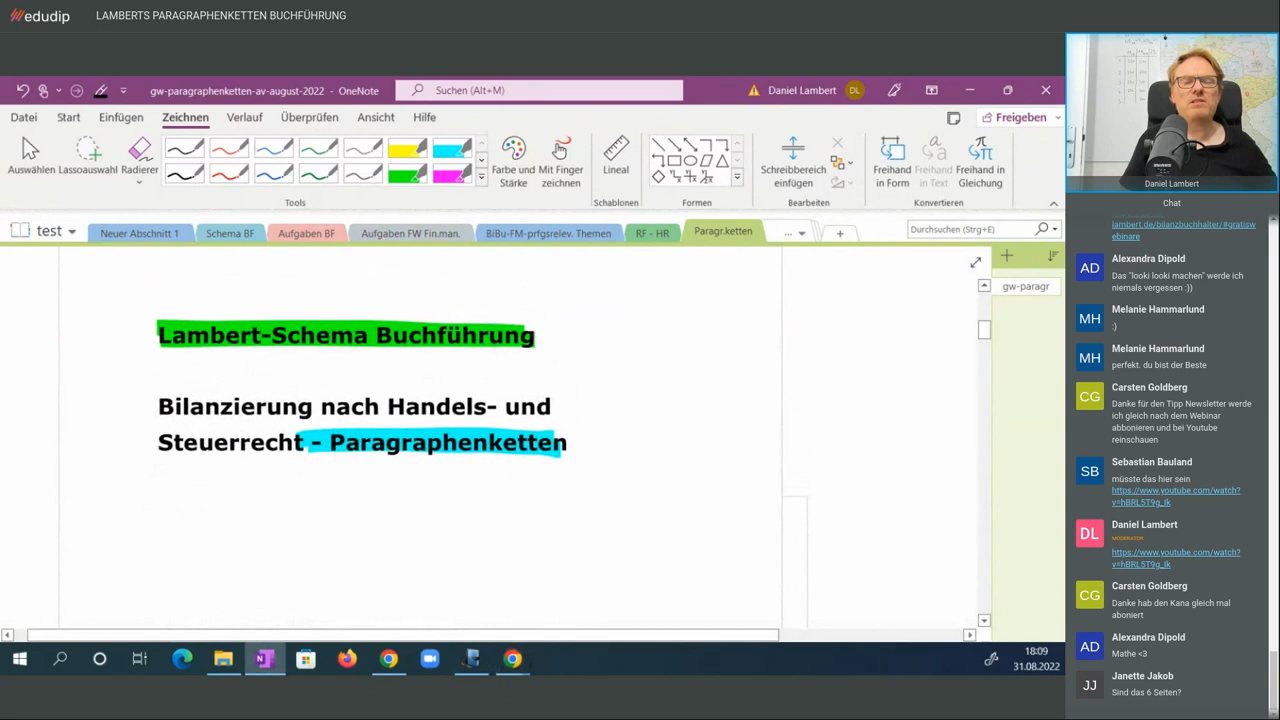 edudip
LAMBERTS PARAGRAPHENKETTEN BUCHFÜHRUNG
gw-paragraphenketten-av-august-2022 - OneNote
Suchen (Alt+M)
Daniel Lambert
DL
Datei
Start
Einfügen
Zeichnen
Verlauf
Überprüfen
Ansicht
Hilfe
Freigeben
Auswählen
Lassoauswahl
Radierer
Farbe und
Stärke
Mit Finger
zeichnen
Lineal
Schreibbereich
einfügen
Freihand
in Form
Freihand
in Text
Freihand in
Gleichung
Tools
Schablonen
Formen
Bearbeiten
Konvertieren
test
Neuer Abschnitt 1
Schema BF
Aufgaben BF
Aufgaben FW Fin.man.
BiBu-FM-prfgsrelev. Themen
RF - HR
Paragr.ketten
...
Durchsuchen (Strg+E)
gw-paragr
Lambert-Schema Buchführung
Bilanzierung nach Handels- und
Steuerrecht - Paragraphenketten
18:09
31.08.2022
Daniel Lambert
Chat
lambert.de/bilanzbuchhalter/#gratisw
ebinare
AD
Alexandra Dipold
Das "looki looki machen" werde ich
niemals vergessen :))
MH
Melanie Hammarlund
:)
MH
Melanie Hammarlund
perfekt. du bist der Beste
CG
Carsten Goldberg
Danke für den Tipp Newsletter werde
ich gleich nach dem Webinar
abbonieren und bei Youtube
reinschauen
SB
Sebastian Bauland
müsste das hier sein
https://www.youtube.com/watch?
v=hBRL5T9g_Ik
DL
Daniel Lambert
MODERATOR
https://www.youtube.com/watch?
v=hBRL5T9g_Ik
CG
Carsten Goldberg
Danke hab den Kana gleich mal
aboniert
AD
Alexandra Dipold
Mathe <3
JJ
Janette Jakob
Sind das 6 Seiten?